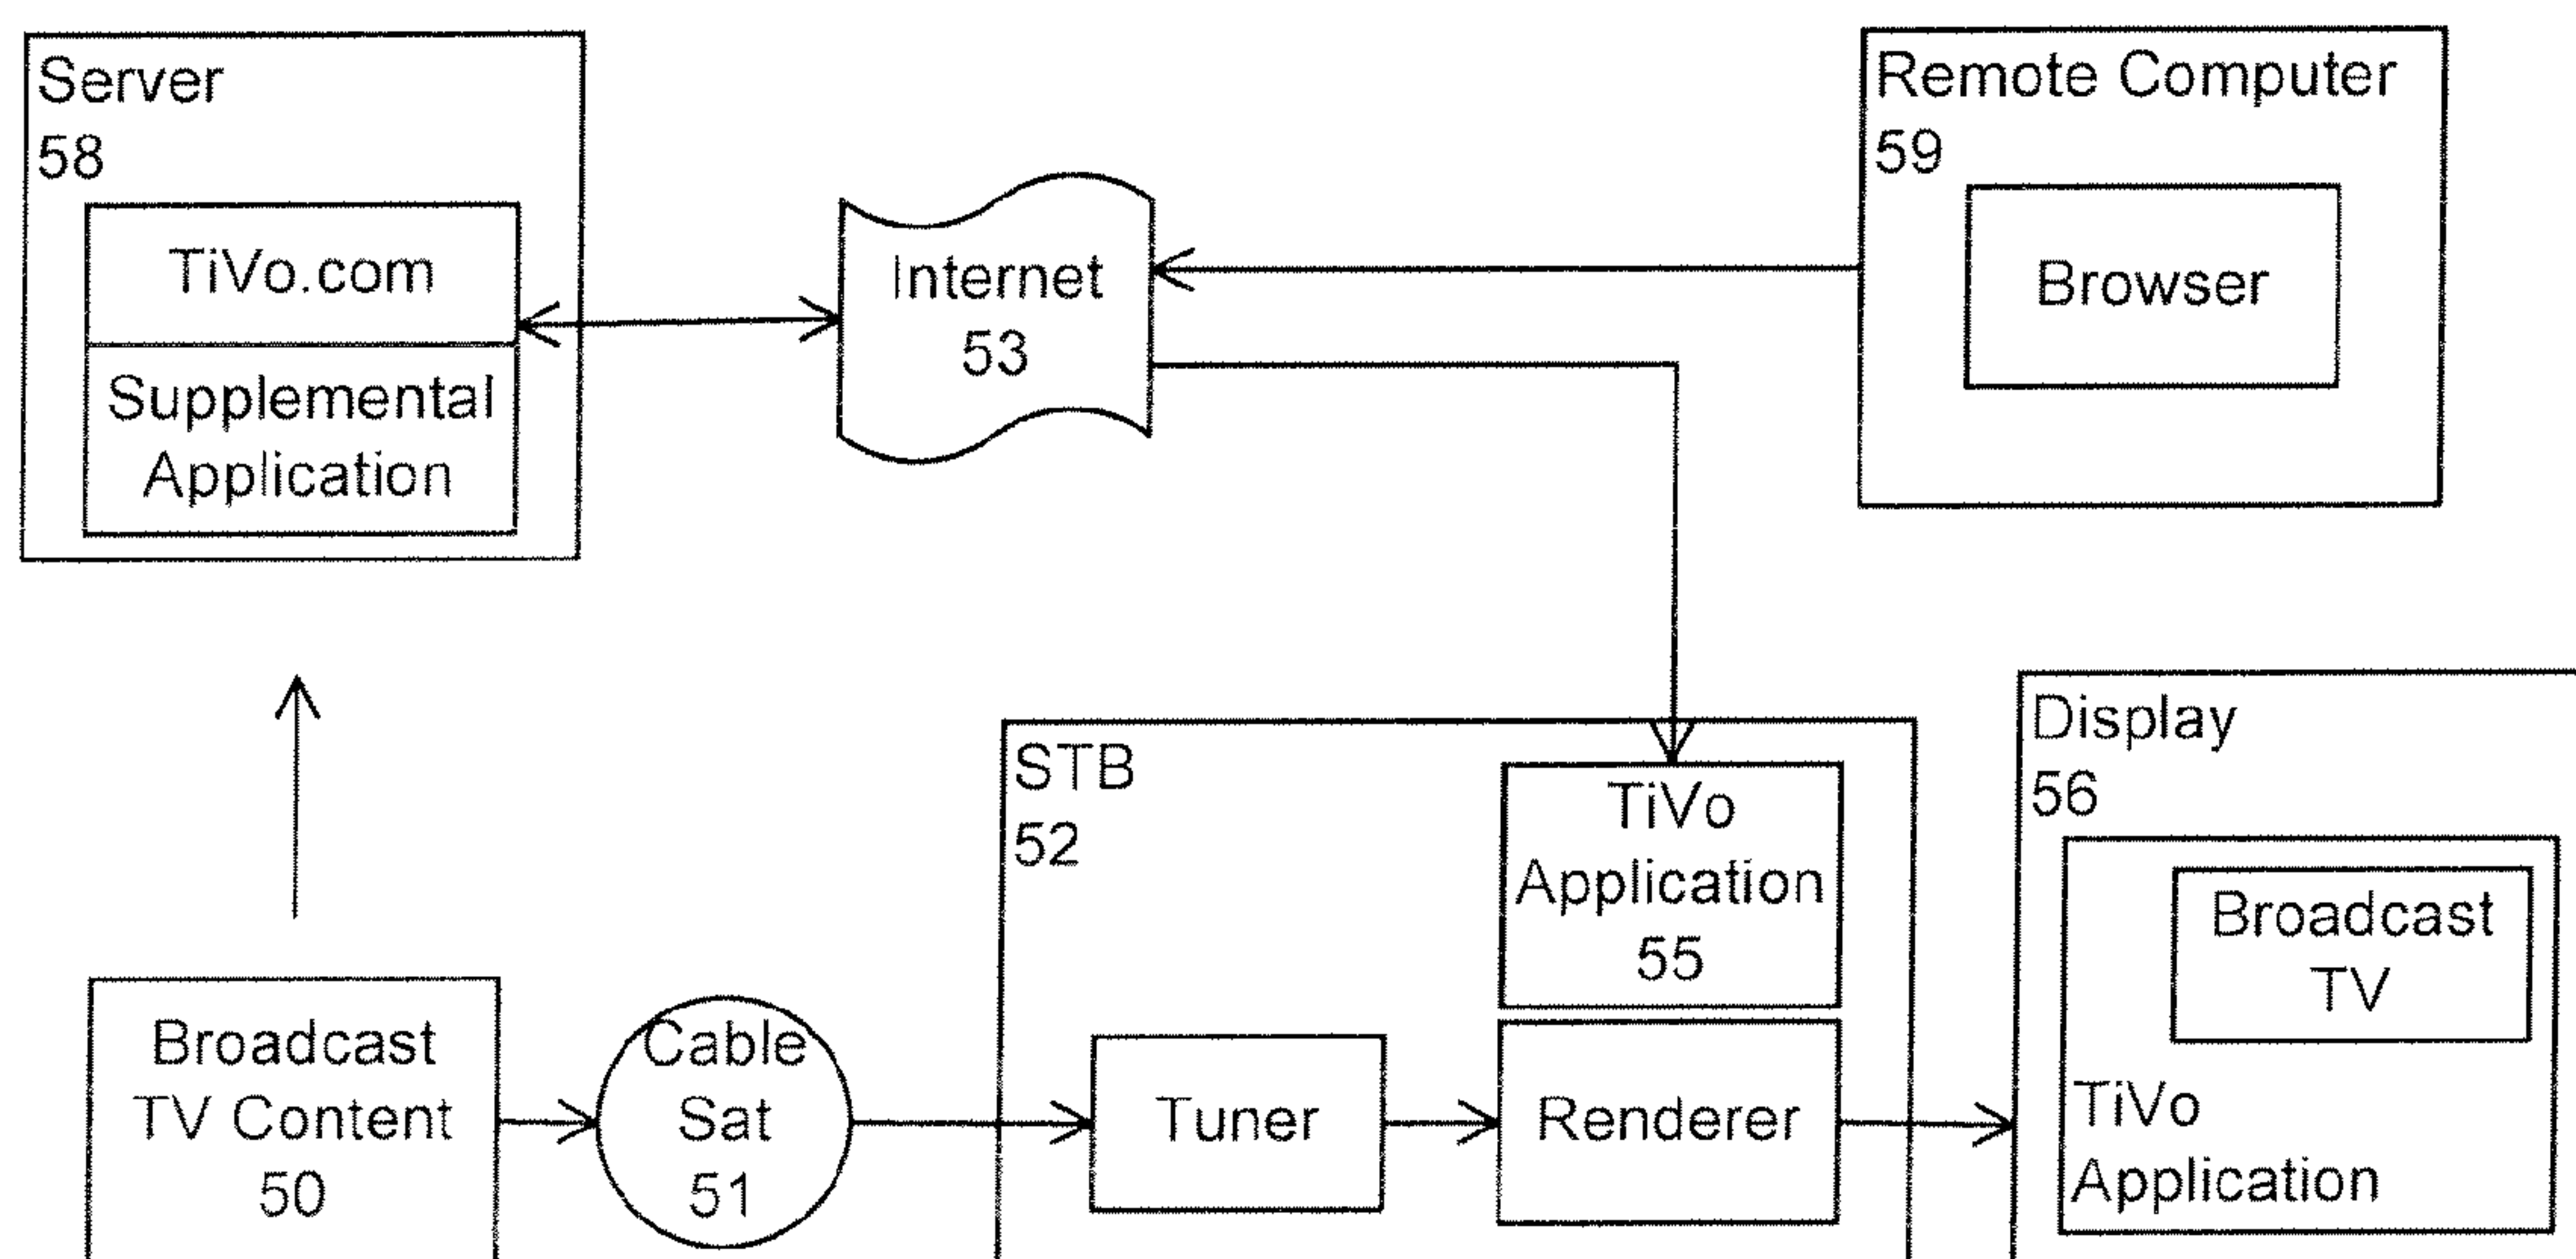 Server
58
TiVo.com
Supplemental
Application
Internet
53
Remote Computer
59
Browser
Broadcast
TV Content
50
Cable
Sat
51
STB
52
TiVo
Application
55
Tuner
Renderer
Display
56
Broadcast
TV
TiVo
Application